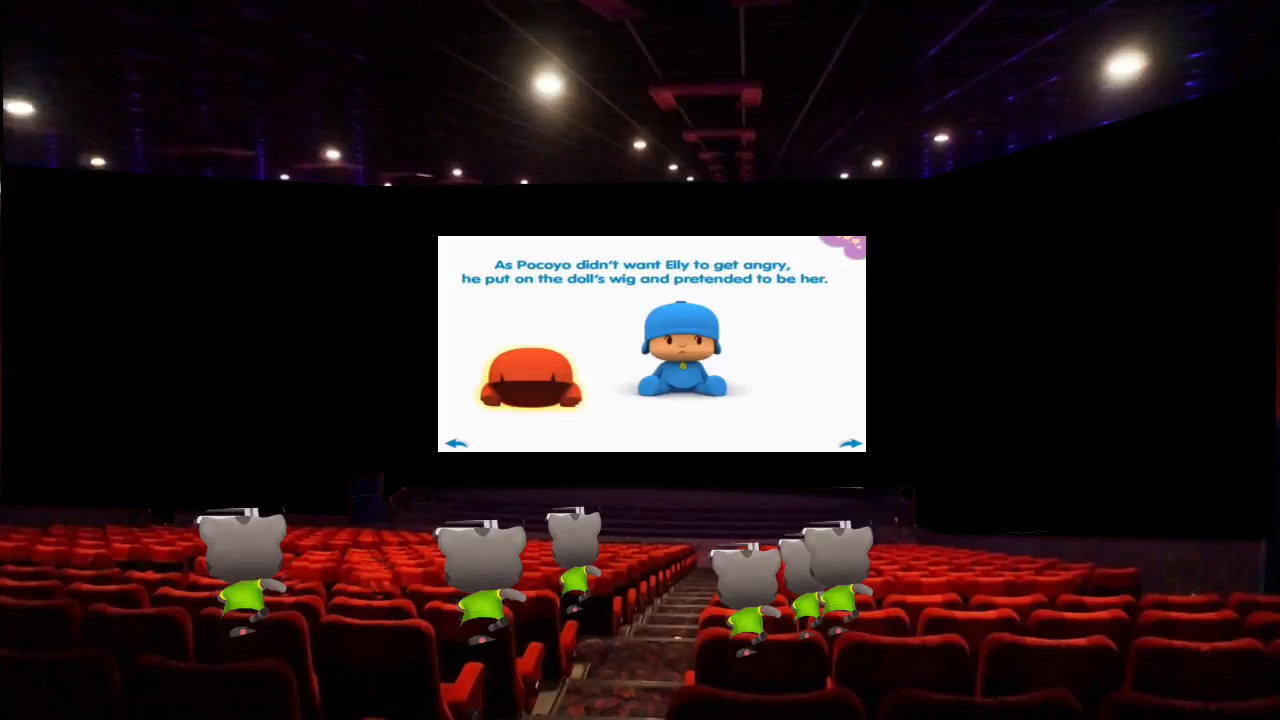 As Pocoyo didn't want Elly to get angry,
he put on the doll's wig and pretended to be her.